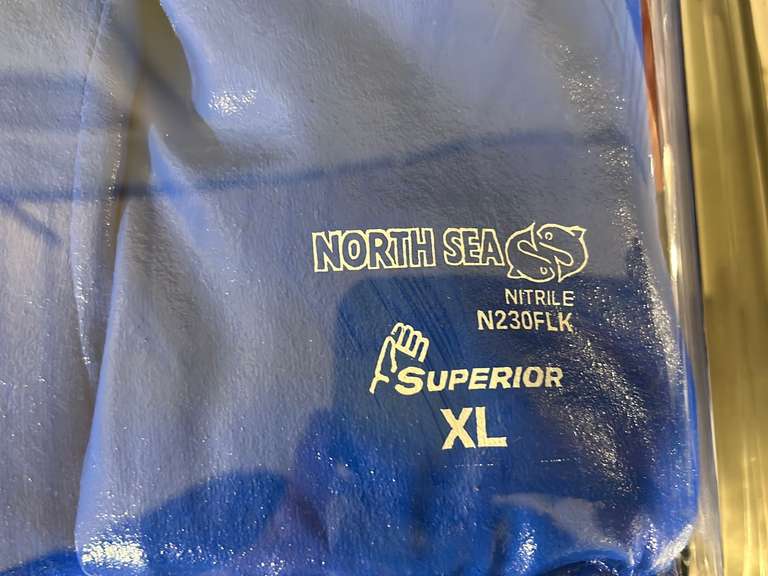 NORTH SEA
NITRILE
N230FLK
SUPERIOR
XL